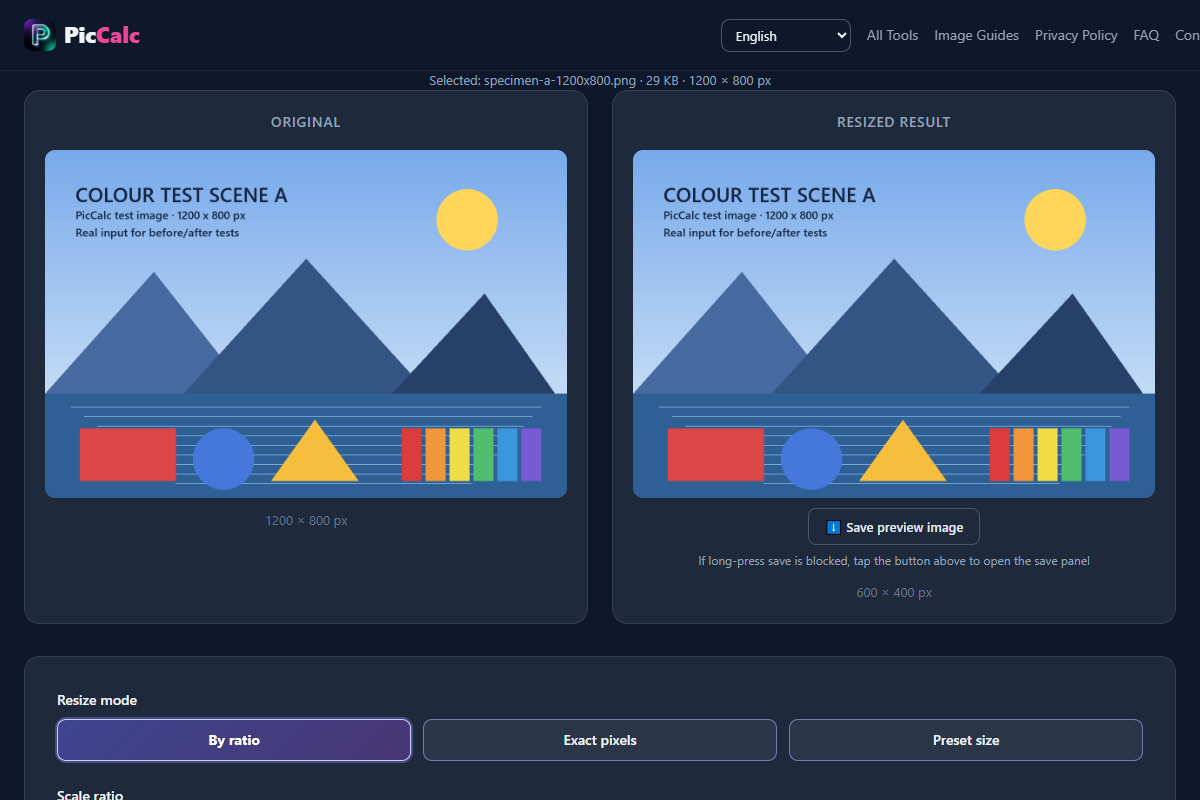 PicCalc
English
All Tools
Image Guides
Privacy Policy
FAQ
Selected: specimen-a-1200x800.png · 29 KB · 1200 × 800 px
ORIGINAL
COLOUR TEST SCENE A
PicCalc test image · 1200 x 800 px
Real input for before/after tests
1200 × 800 px
RESIZED RESULT
COLOUR TEST SCENE A
PicCalc test image · 1200 x 800 px
Real input for before/after tests
Save preview image
If long-press save is blocked, tap the button above to open the save panel
600 × 400 px
Resize mode
By ratio
Exact pixels
Preset size
Scale ratio